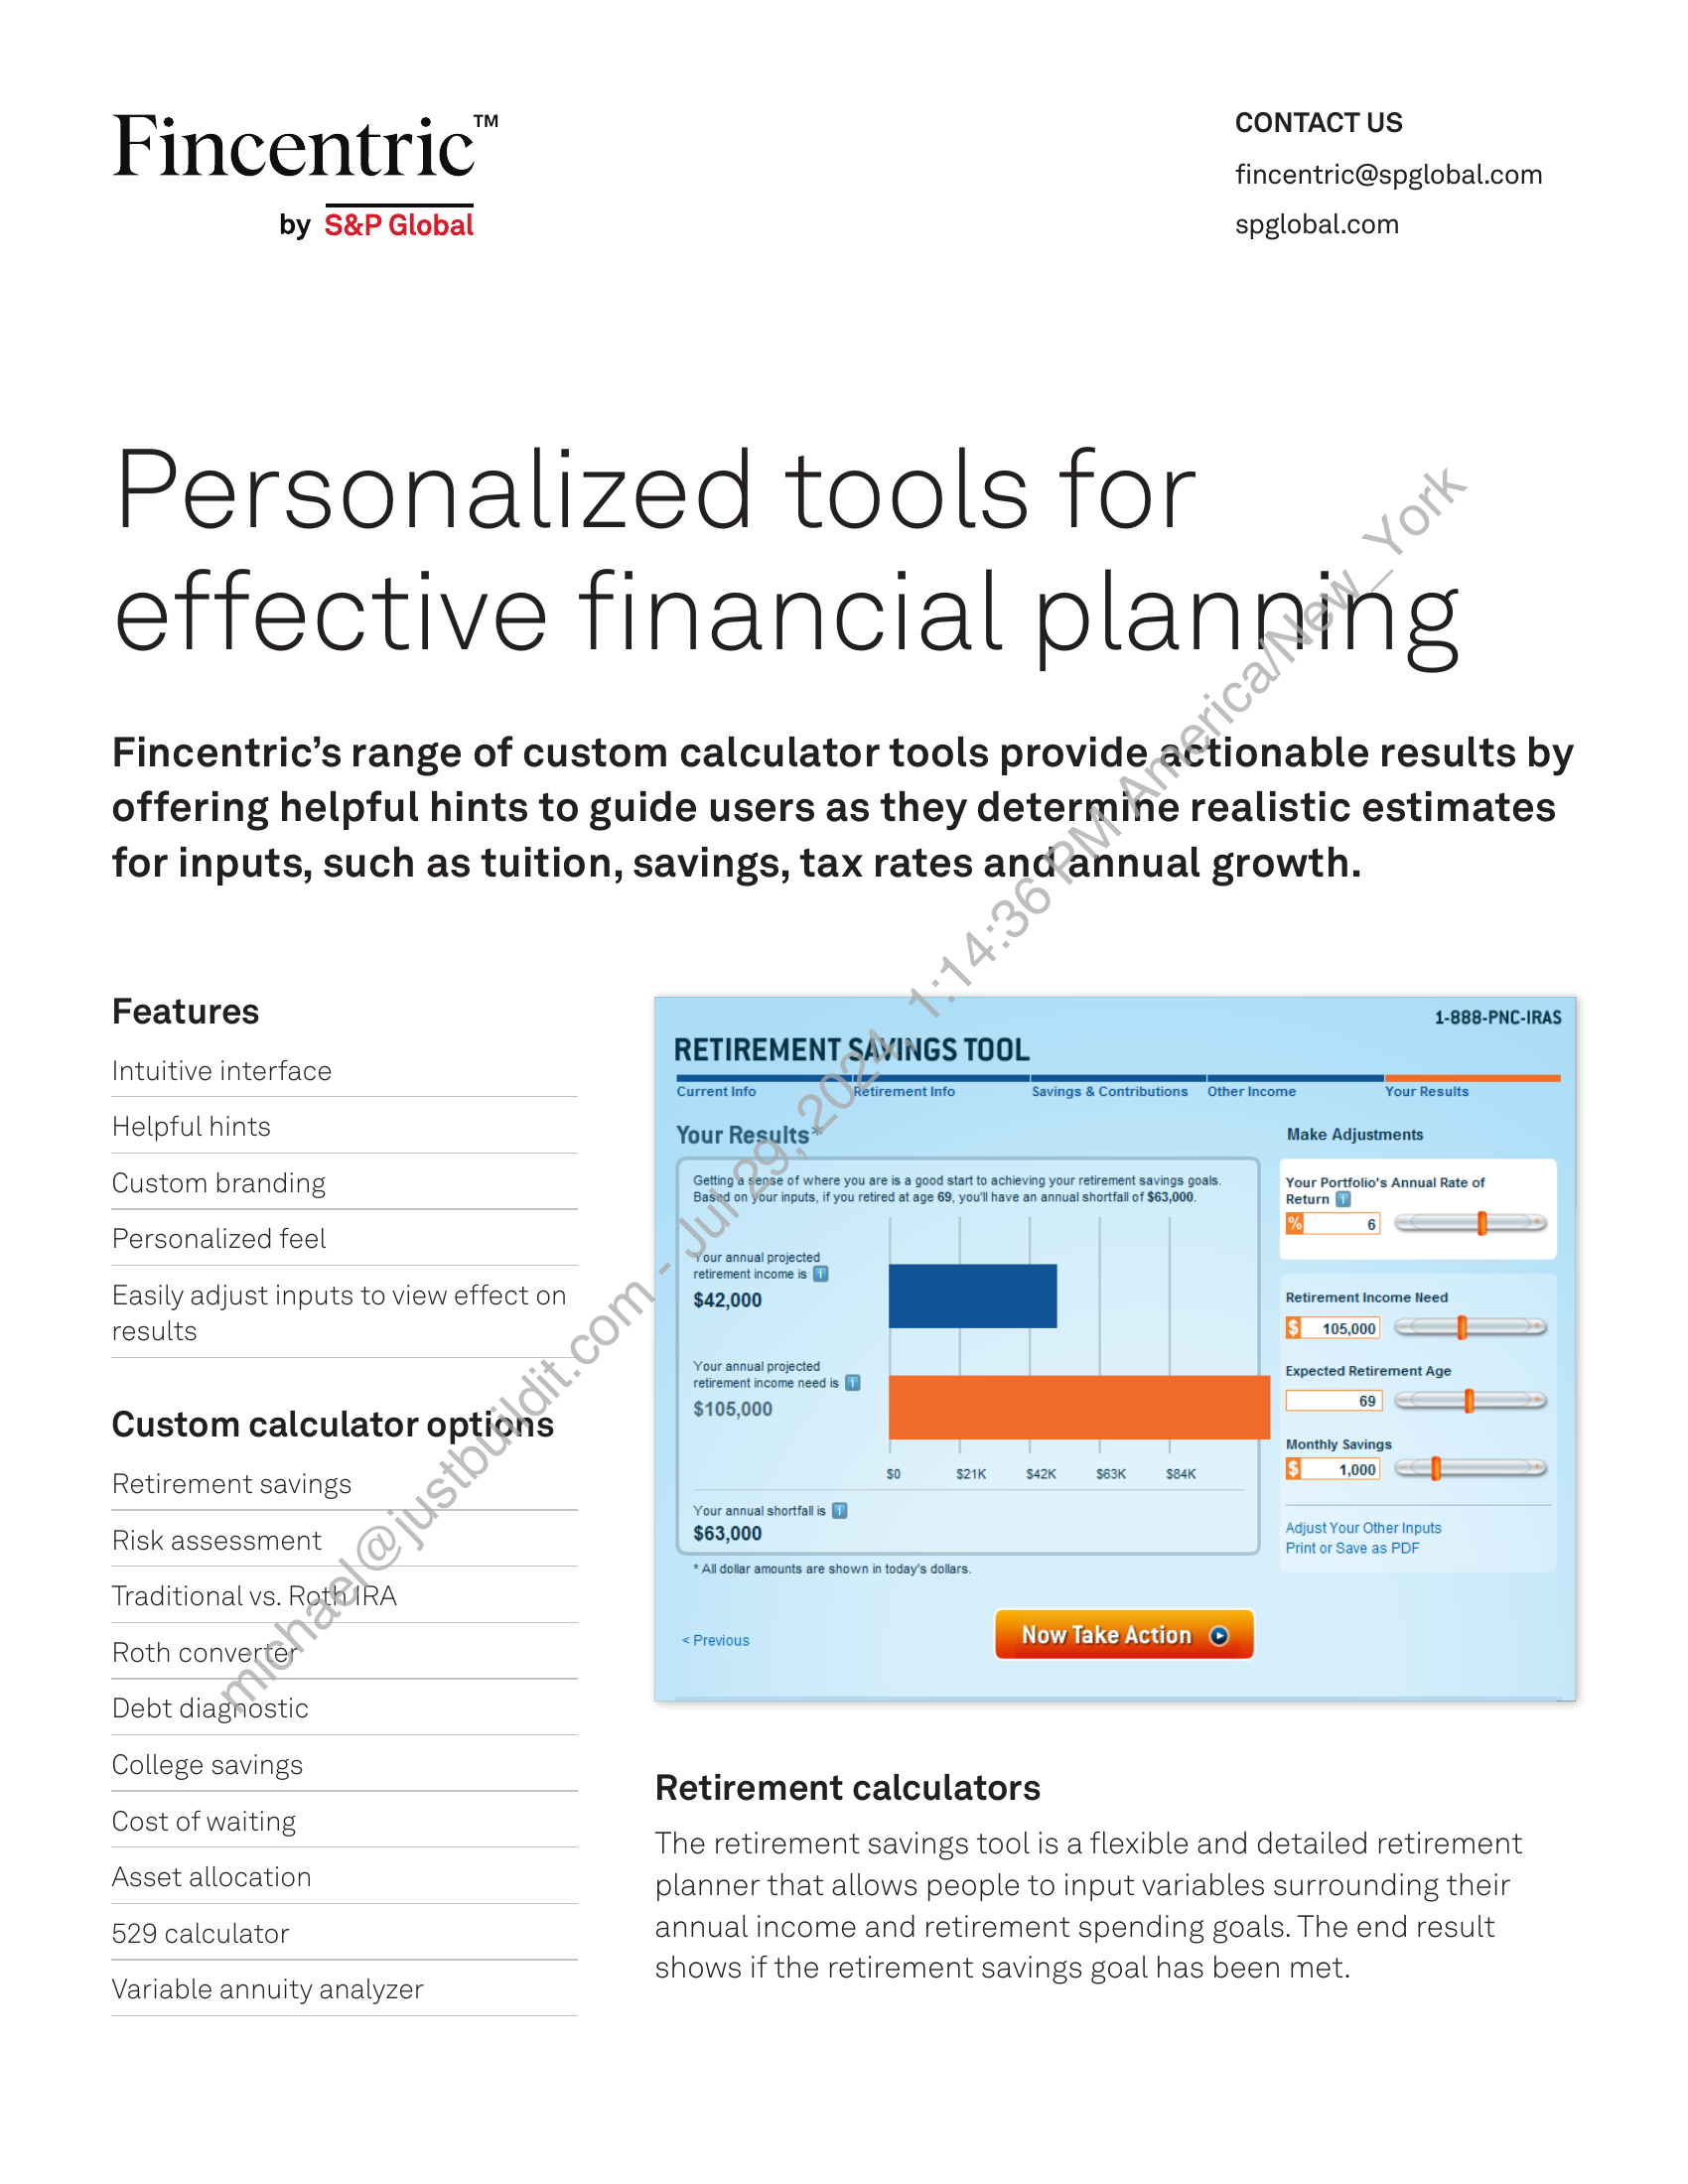 Fincentric™
by S&P Global
CONTACT US
fincentric@spglobal.com
spglobal.com
Personalized tools for
effective financial planning
Fincentric’s range of custom calculator tools provide actionable results by
offering helpful hints to guide users as they determine realistic estimates
for inputs, such as tuition, savings, tax rates and annual growth.
Features
Intuitive interface
Helpful hints
Custom branding
Personalized feel
Easily adjust inputs to view effect on
results
Custom calculator options
Retirement savings
Risk assessment
Traditional vs. Roth IRA
Roth converter
Debt diagnostic
College savings
Cost of waiting
Asset allocation
529 calculator
Variable annuity analyzer
1-888-PNC-IRAS
RETIREMENT SAVINGS TOOL
Current Info Retirement Info Savings & Contributions Other Income Your Results
Your Results*
Getting a sense of where you are is a good start to achieving your retirement savings goals.
Based on your inputs, if you retired at age 69, you'll have an annual shortfall of $63,000.
Your annual projected
retirement income is i
$42,000
Your annual projected
retirement income need is i
$105,000
$0 $21K $42K $63K $84K
Your annual shortfall is i
$63,000
* All dollar amounts are shown in today's dollars.
Make Adjustments
Your Portfolio's Annual Rate of
Return i
% 6
Retirement Income Need
$ 105,000
Expected Retirement Age
69
Monthly Savings
$ 1,000
Adjust Your Other Inputs
Print or Save as PDF
< Previous
Now Take Action
Retirement calculators
The retirement savings tool is a flexible and detailed retirement
planner that allows people to input variables surrounding their
annual income and retirement spending goals. The end result
shows if the retirement savings goal has been met.
michael@justbuildit.com - Jul 29, 2024, 1:14:36 PM America/New_York